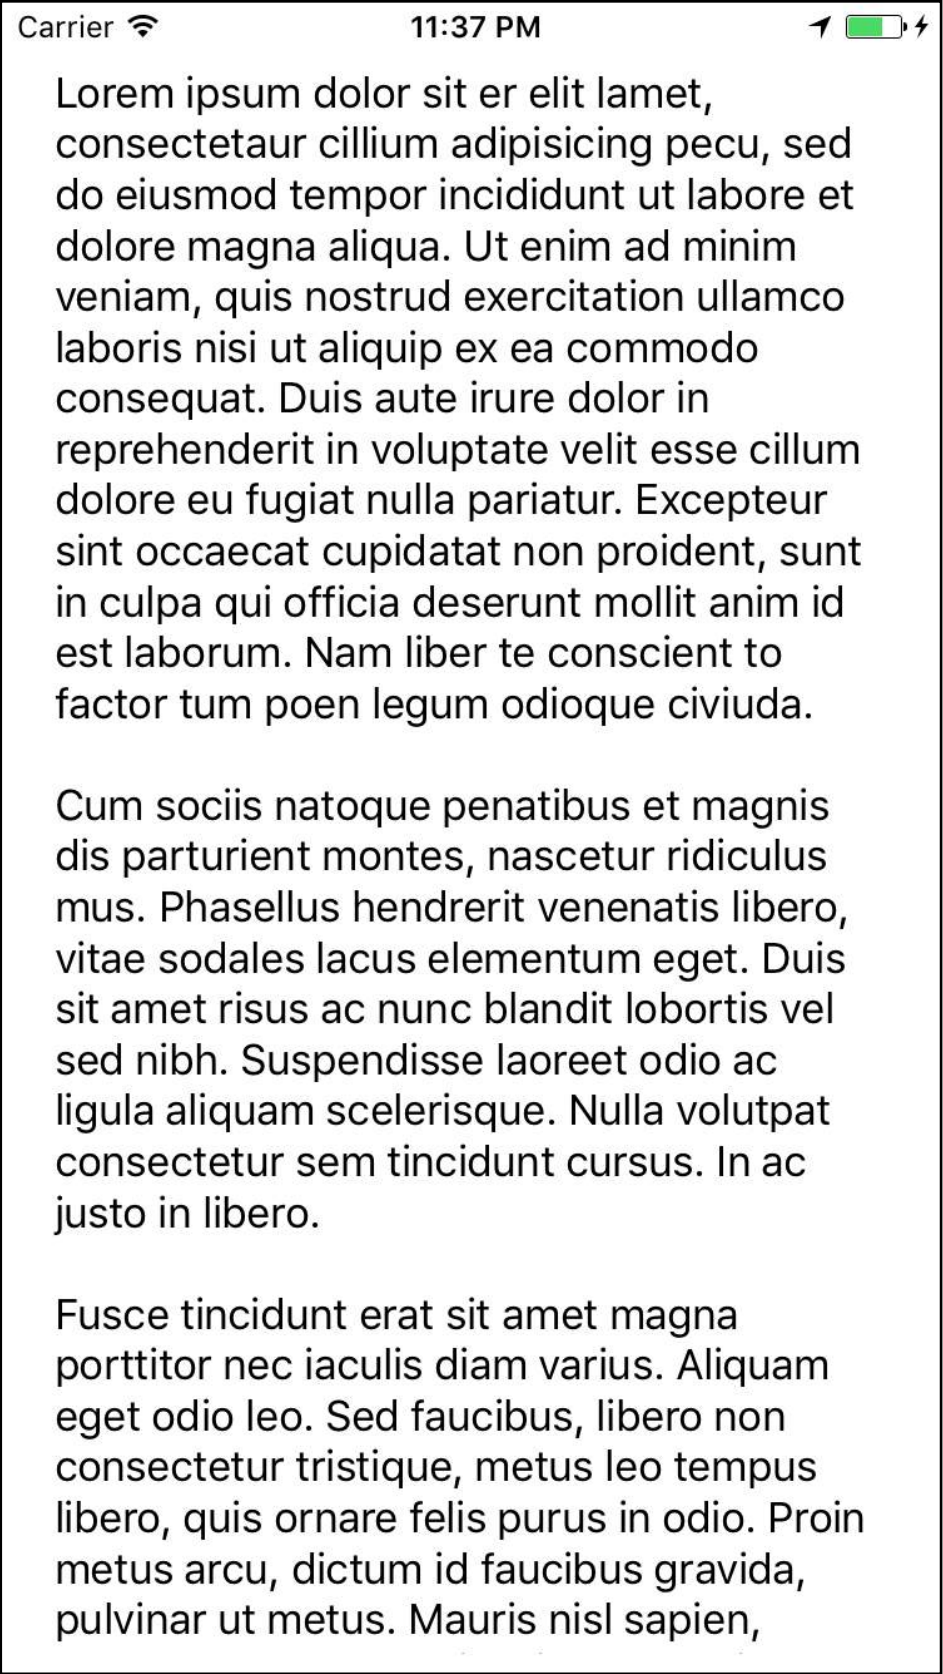 Carrier 11:37 PM
Lorem ipsum dolor sit er elit lamet,
consectetaur cillium adipisicing pecu, sed
do eiusmod tempor incididunt ut labore et
dolore magna aliqua. Ut enim ad minim
veniam, quis nostrud exercitation ullamco
laboris nisi ut aliquip ex ea commodo
consequat. Duis aute irure dolor in
reprehenderit in voluptate velit esse cillum
dolore eu fugiat nulla pariatur. Excepteur
sint occaecat cupidatat non proident, sunt
in culpa qui officia deserunt mollit anim id
est laborum. Nam liber te conscient to
factor tum poen legum odioque civiuda.

Cum sociis natoque penatibus et magnis
dis parturient montes, nascetur ridiculus
mus. Phasellus hendrerit venenatis libero,
vitae sodales lacus elementum eget. Duis
sit amet risus ac nunc blandit lobortis vel
sed nibh. Suspendisse laoreet odio ac
ligula aliquam scelerisque. Nulla volutpat
consectetur sem tincidunt cursus. In ac
justo in libero.

Fusce tincidunt erat sit amet magna
porttitor nec iaculis diam varius. Aliquam
eget odio leo. Sed faucibus, libero non
consectetur tristique, metus leo tempus
libero, quis ornare felis purus in odio. Proin
metus arcu, dictum id faucibus gravida,
pulvinar ut metus. Mauris nisl sapien,